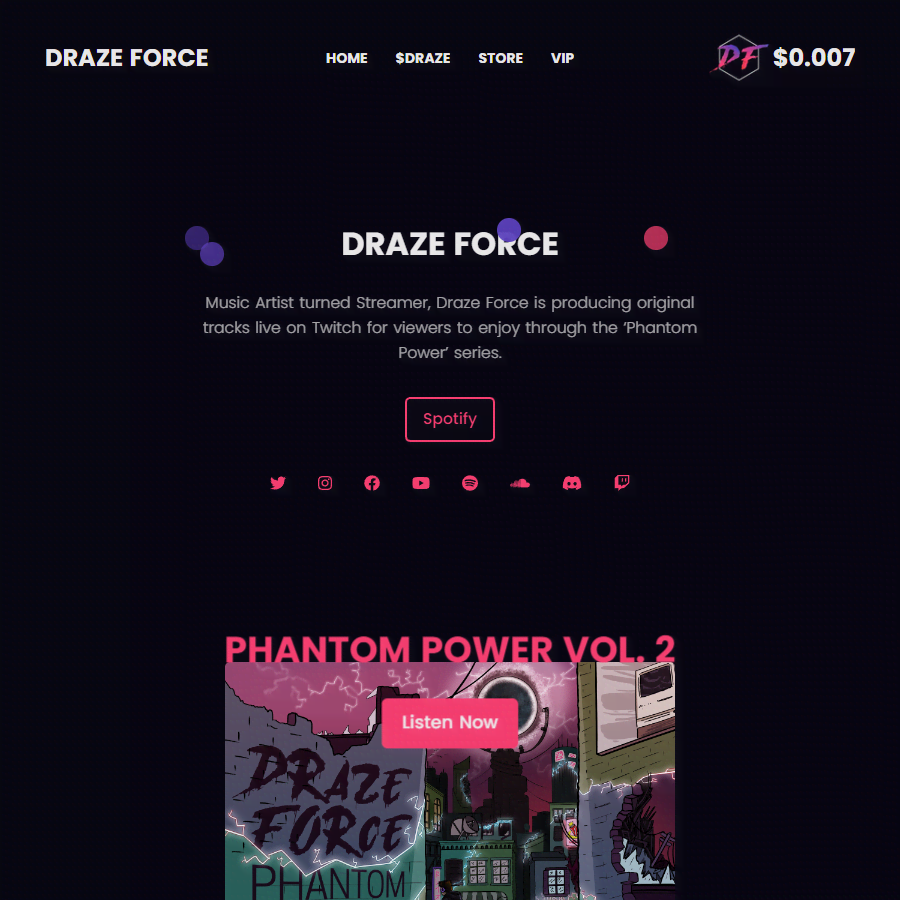 DRAZE FORCE
HOME $DRAZE STORE VIP
DF $0.007
DRAZE FORCE
Music Artist turned Streamer, Draze Force is producing original
tracks live on Twitch for viewers to enjoy through the ‘Phantom
Power’ series.
Spotify
PHANTOM POWER VOL. 2
Listen Now
DRAZE
FORCE
PHANTOM